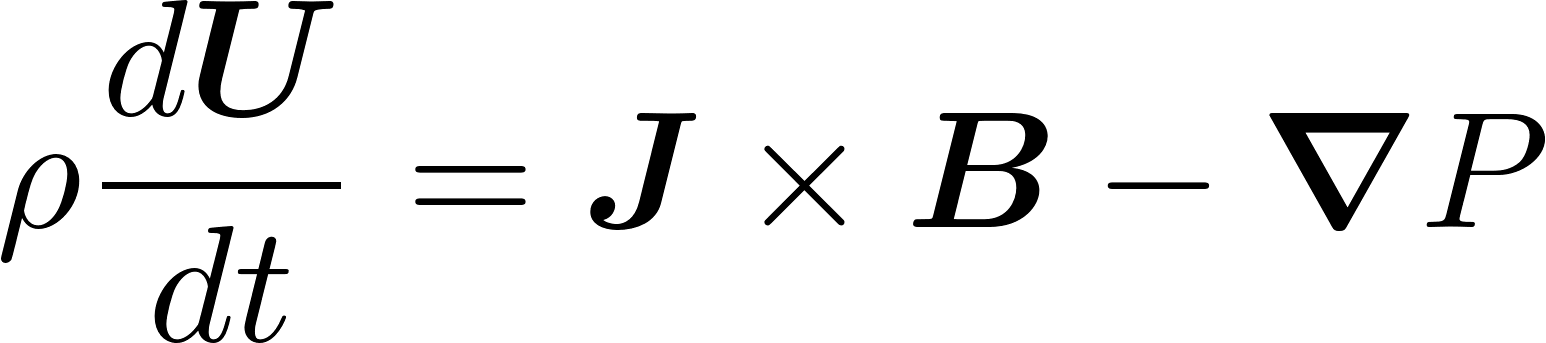 ρ dU/dt = J × B − ∇P